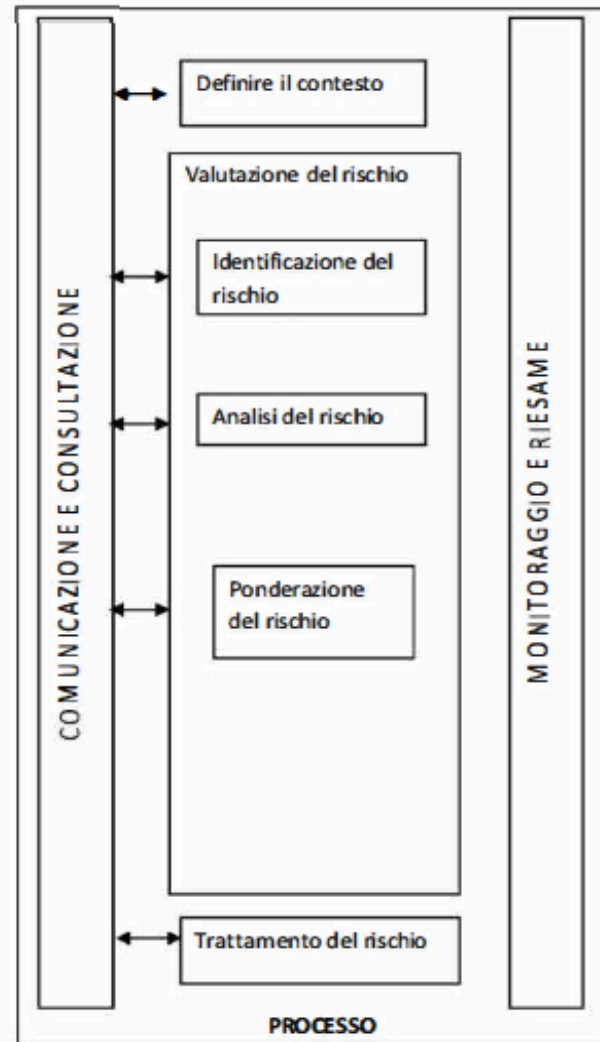 COMUNICAZIONE E CONSULTAZIONE
Definire il contesto
Valutazione del rischio
Identificazione del
rischio
Analisi del rischio
Ponderazione
del rischio
Trattamento del rischio
MONITORAGGIO E RIESAME
PROCESSO